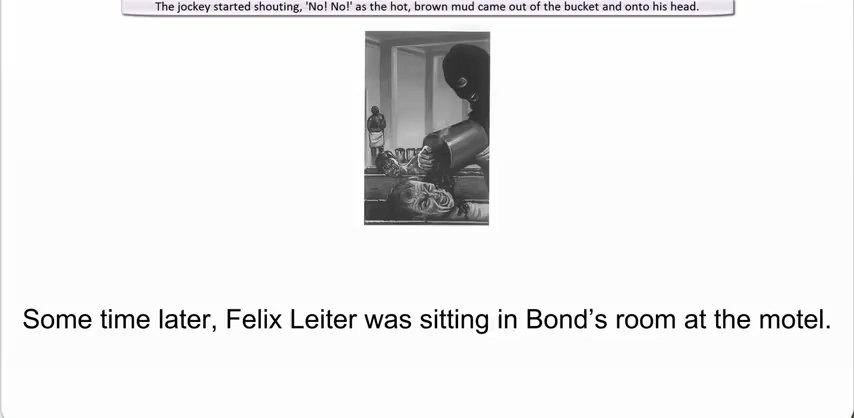 The jockey started shouting, 'No! No!' as the hot, brown mud came out of the bucket and onto his head.
Some time later, Felix Leiter was sitting in Bond’s room at the motel.